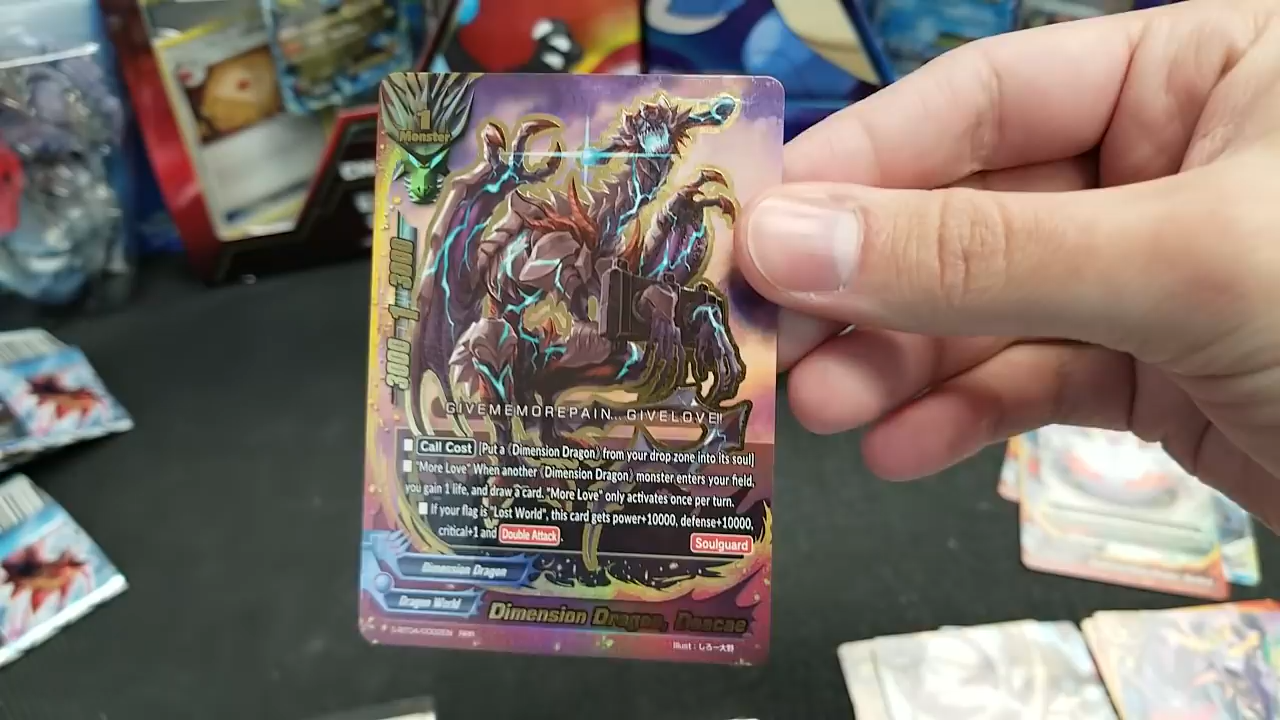 1
Monster
3000 1 3000
GIVEMEMOREPAIN... GIVELOVE!!
Call Cost [Put a 《Dimension Dragon》 from your drop zone into its soul]
"More Love" When another 《Dimension Dragon》 monster enters your field,
you gain 1 life, and draw a card. "More Love" only activates once per turn.
If your flag is "Lost World", this card gets power+10000, defense+10000,
critical+1 and Double Attack.
Soulguard
Dimension Dragon
Dragon World
Dimension Dragon, Deacae
Illust：しろー大野